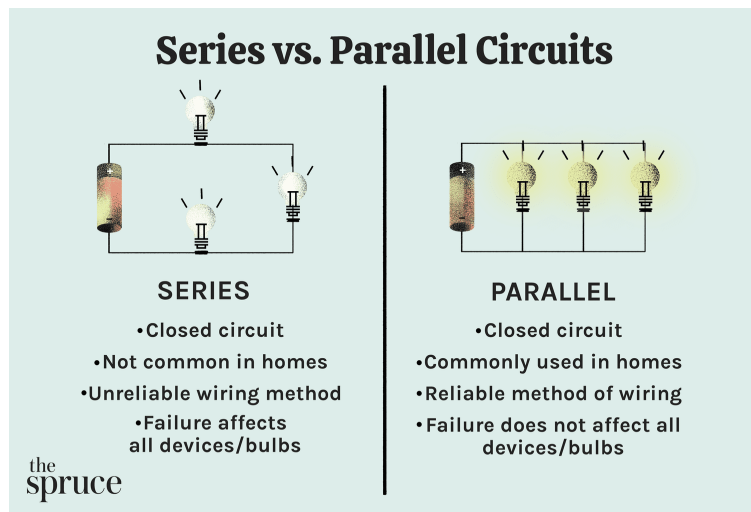 Series vs. Parallel Circuits
+
-
SERIES
•Closed circuit
•Not common in homes
•Unreliable wiring method
•Failure affects
all devices/bulbs
+
-
PARALLEL
•Closed circuit
•Commonly used in homes
•Reliable method of wiring
•Failure does not affect all
devices/bulbs
the
spruce